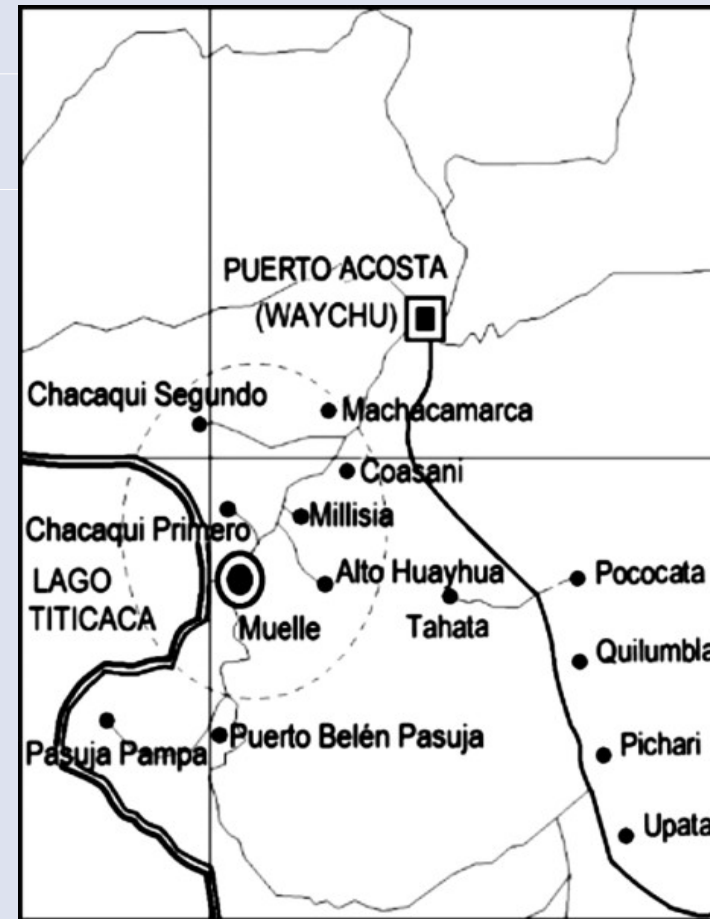 PUERTO ACOSTA
(WAYCHU)
Chacaqui Segundo
Machacamarca
Coasani
Chacaqui Primero
Millisia
LAGO
TITICACA
Alto Huayhua
Pococata
Muelle
Tahata
Quilumbla
Pasuja Pampa
Puerto Belén Pasuja
Pichari
Upata